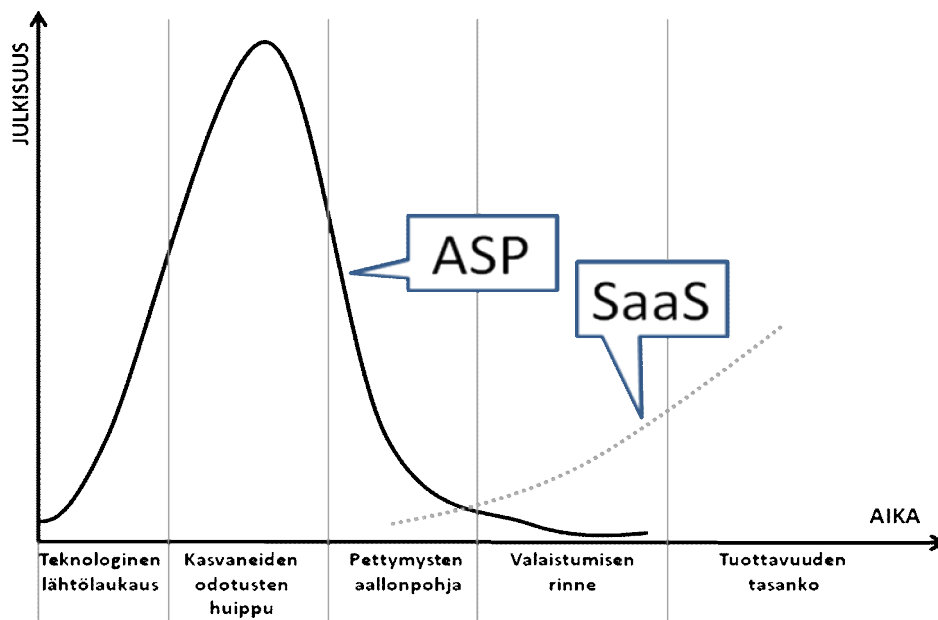 JULKISUUS
ASP
SaaS
AIKA
Teknologinen
lähtölaukaus
Kasvaneiden
odotusten
huippu
Pettymysten
aallonpohja
Valaistumisen
rinne
Tuottavuuden
tasanko